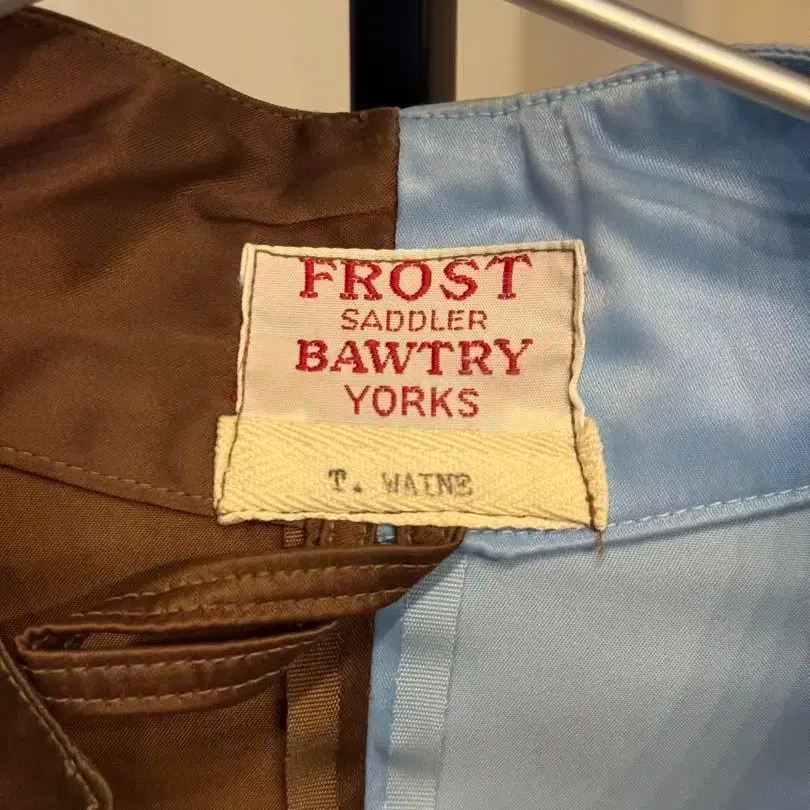 FROST
SADDLER
BAWTRY
YORKS
T. WAINE